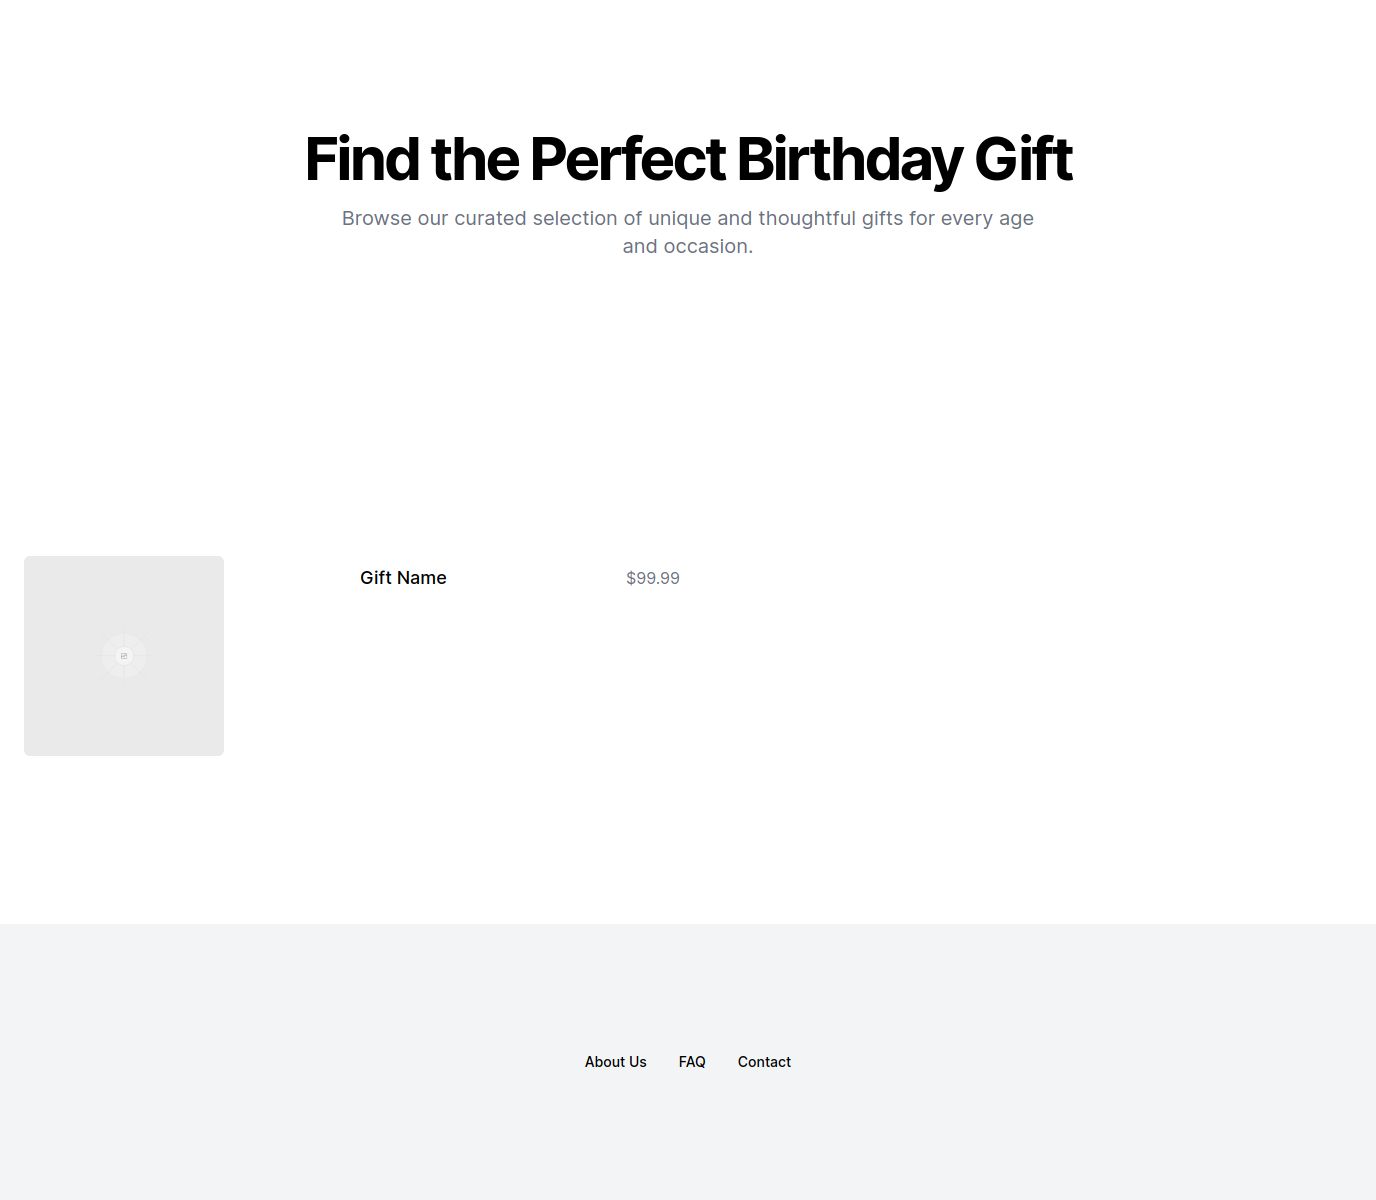 Find the Perfect Birthday Gift
Browse our curated selection of unique and thoughtful gifts for every age
and occasion.
Gift Name
$99.99
About Us
FAQ
Contact